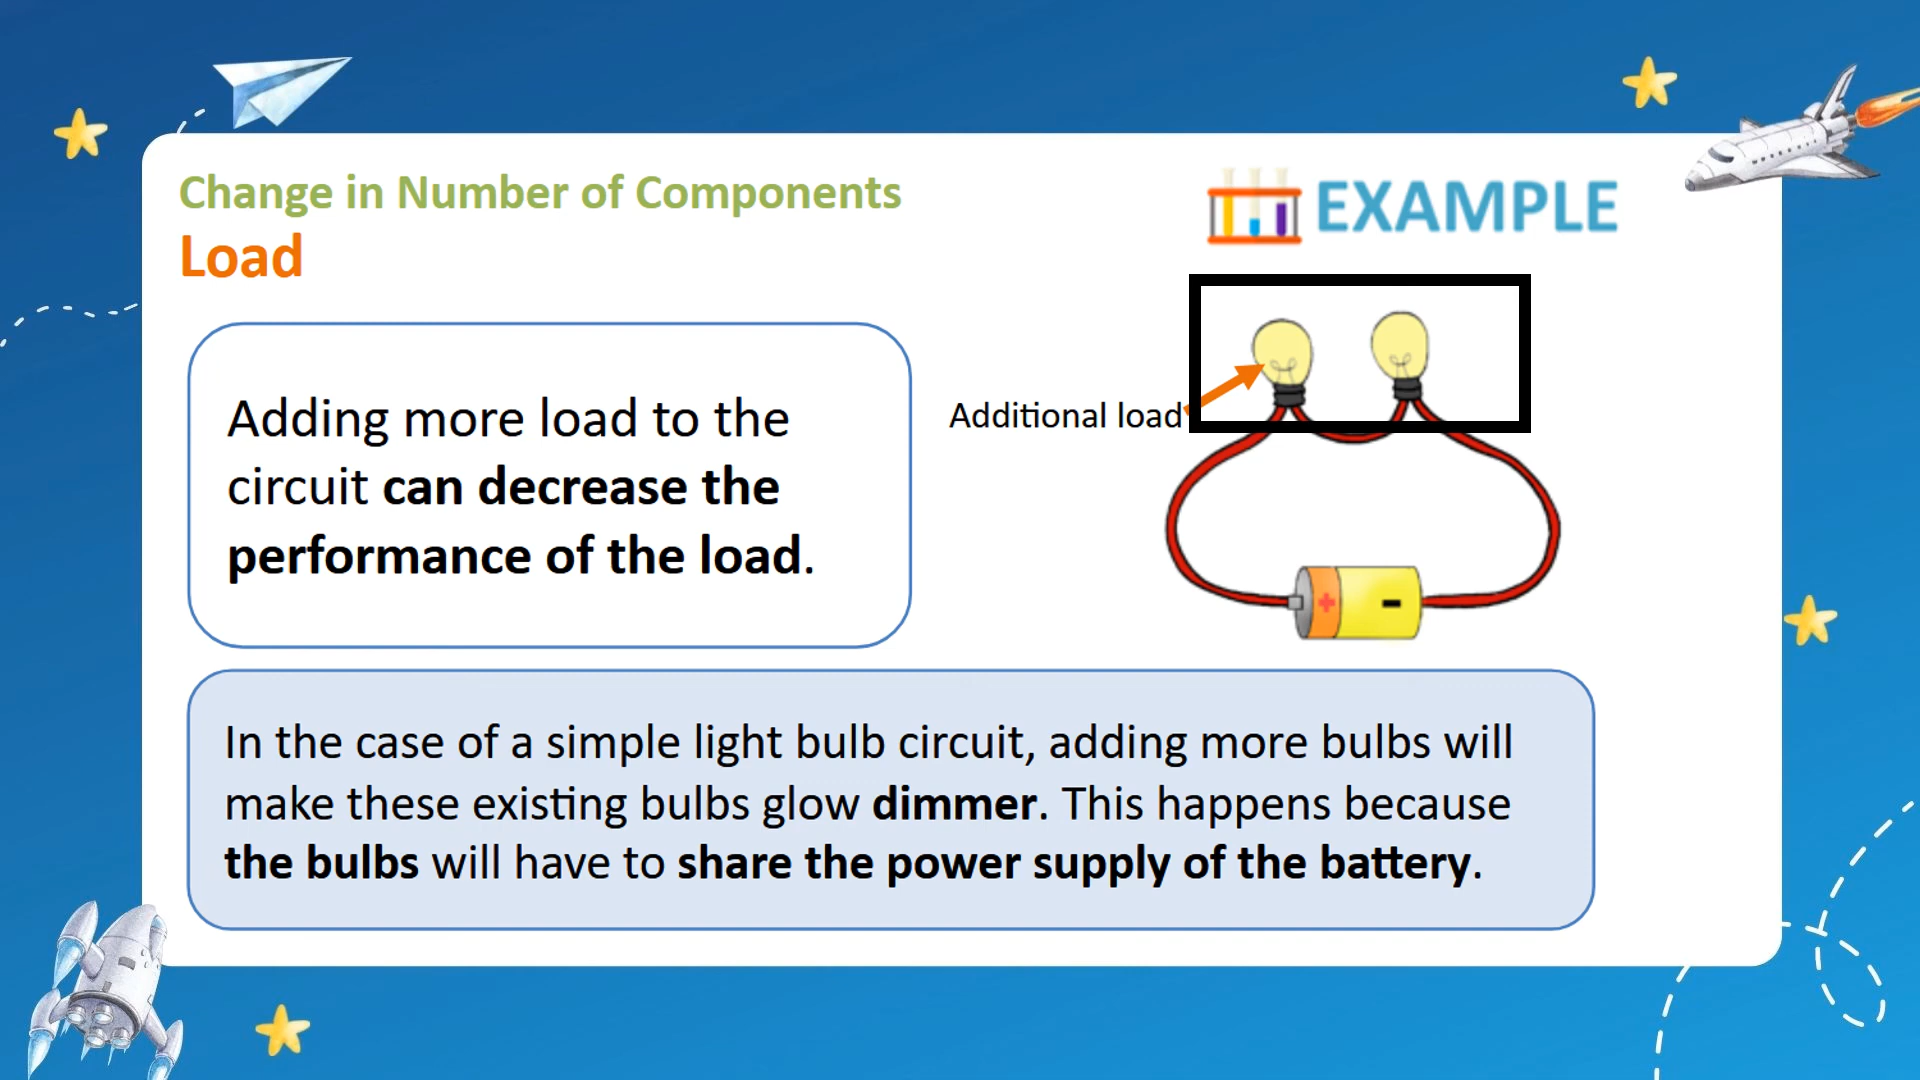 Change in Number of Components
Load
EXAMPLE
Adding more load to the
circuit can decrease the
performance of the load.
Additional load
+ -
In the case of a simple light bulb circuit, adding more bulbs will
make these existing bulbs glow dimmer. This happens because
the bulbs will have to share the power supply of the battery.